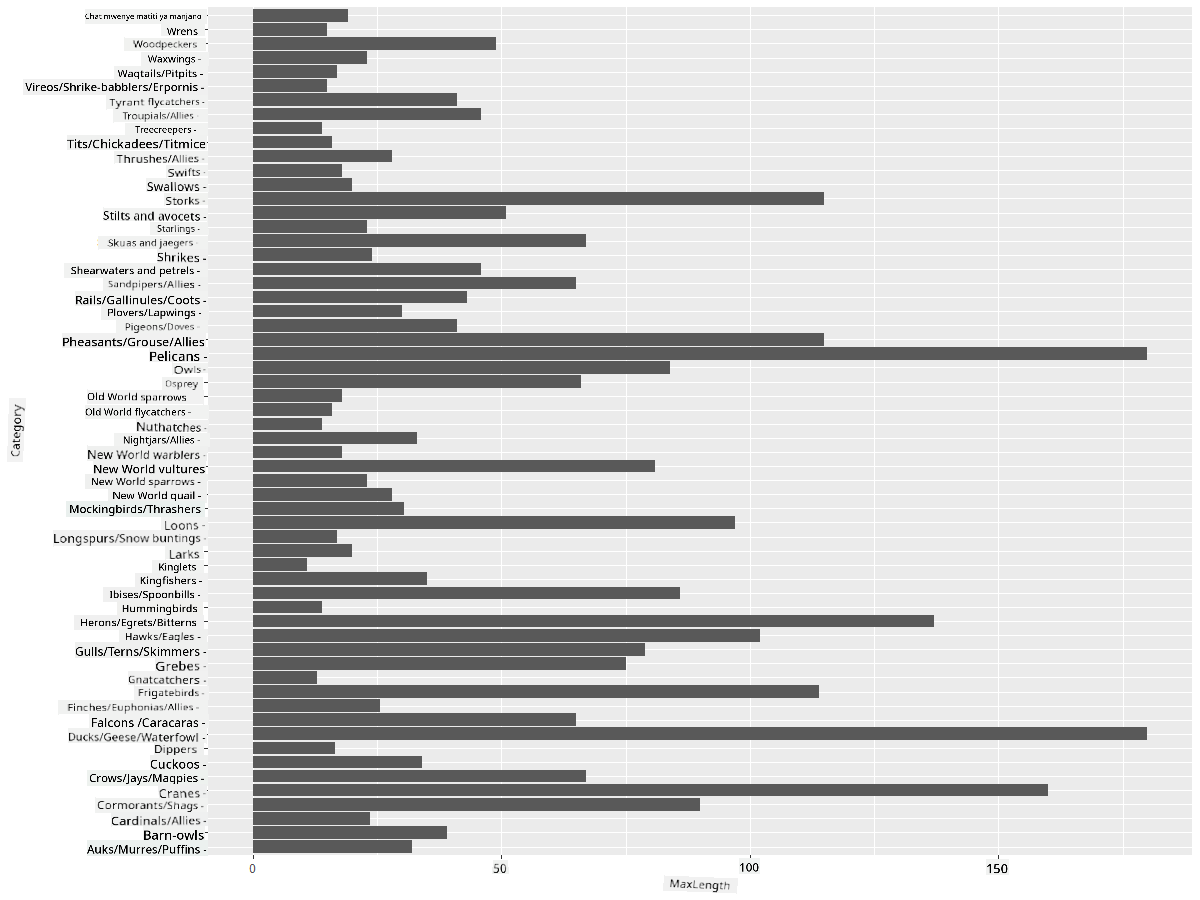 Chat mwenye matiti ya manjano
Wrens
Woodpeckers
Waxwings -
Wagtails/Pitpits -
Vireos/Shrike-babblers/Erpornis -
Tyrant flycatchers -
Troupials/Allies -
Treecreepers -
Tits/Chickadees/Titmice
Thrushes/Allies -
Swifts -
Swallows -
Storks -
Stilts and avocets -
Starlings -
Skuas and jaegers -
Shrikes -
Shearwaters and petrels -
Sandpipers/Allies -
Rails/Gallinules/Coots -
Plovers/Lapwings -
Pigeons/Doves -
Pheasants/Grouse/Allies
Pelicans -
Owls-
Osprey
Old World sparrows
Old World flycatchers -
Nuthatches -
Nightjars/Allies -
New World warblers -
New World vultures
New World sparrows -
New World quail -
Mockingbirds/Thrashers
Loons -
Longspurs/Snow buntings -
Larks
Kinglets
Kingfishers -
Ibises/Spoonbills -
Hummingbirds
Herons/Egrets/Bitterns
Hawks/Eagles -
Gulls/Terns/Skimmers -
Grebes -
Gnatcatchers -
Frigatebirds -
Finches/Euphonias/Allies -
Falcons /Caracaras -
Ducks/Geese/Waterfowl -
Dippers
Cuckoos -
Crows/Jays/Magpies -
Cranes -
Cormorants/Shags -
Cardinals/Allies -
Barn-owls
Auks/Murres/Puffins -
Category
0 50 100 150
MaxLength